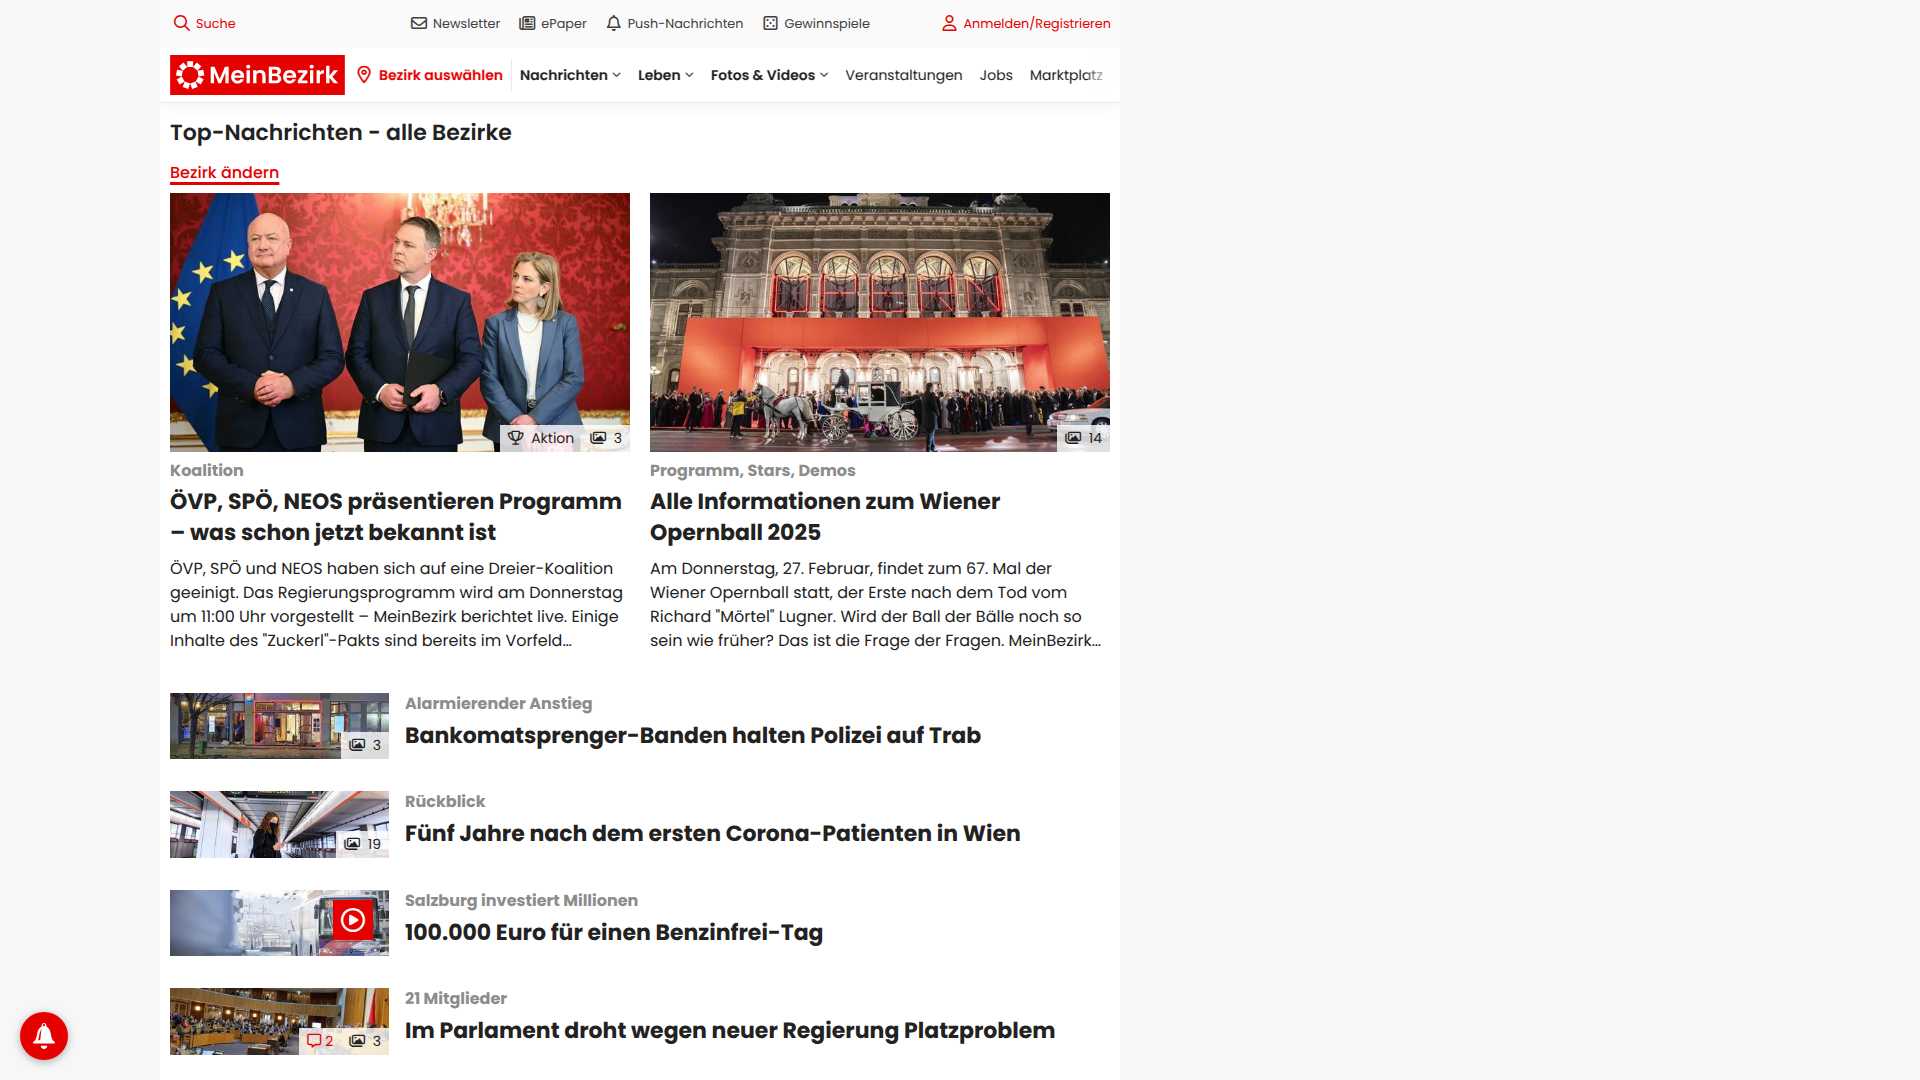 Suche
Newsletter
ePaper
Push-Nachrichten
Gewinnspiele
Anmelden/Registrieren
MeinBezirk
Bezirk auswählen
Nachrichten
Leben
Fotos & Videos
Veranstaltungen
Jobs
Marktplatz
Top-Nachrichten - alle Bezirke
Bezirk ändern
Aktion
3
Koalition
ÖVP, SPÖ, NEOS präsentieren Programm
– was schon jetzt bekannt ist
ÖVP, SPÖ und NEOS haben sich auf eine Dreier-Koalition
geeinigt. Das Regierungsprogramm wird am Donnerstag
um 11:00 Uhr vorgestellt – MeinBezirk berichtet live. Einige
Inhalte des "Zuckerl"-Pakts sind bereits im Vorfeld...
14
Programm, Stars, Demos
Alle Informationen zum Wiener
Opernball 2025
Am Donnerstag, 27. Februar, findet zum 67. Mal der
Wiener Opernball statt, der Erste nach dem Tod vom
Richard "Mörtel" Lugner. Wird der Ball der Bälle noch so
sein wie früher? Das ist die Frage der Fragen. MeinBezirk...
3
Alarmierender Anstieg
Bankomatsprenger-Banden halten Polizei auf Trab
19
Rückblick
Fünf Jahre nach dem ersten Corona-Patienten in Wien
Salzburg investiert Millionen
100.000 Euro für einen Benzinfrei-Tag
2
3
21 Mitglieder
Im Parlament droht wegen neuer Regierung Platzproblem